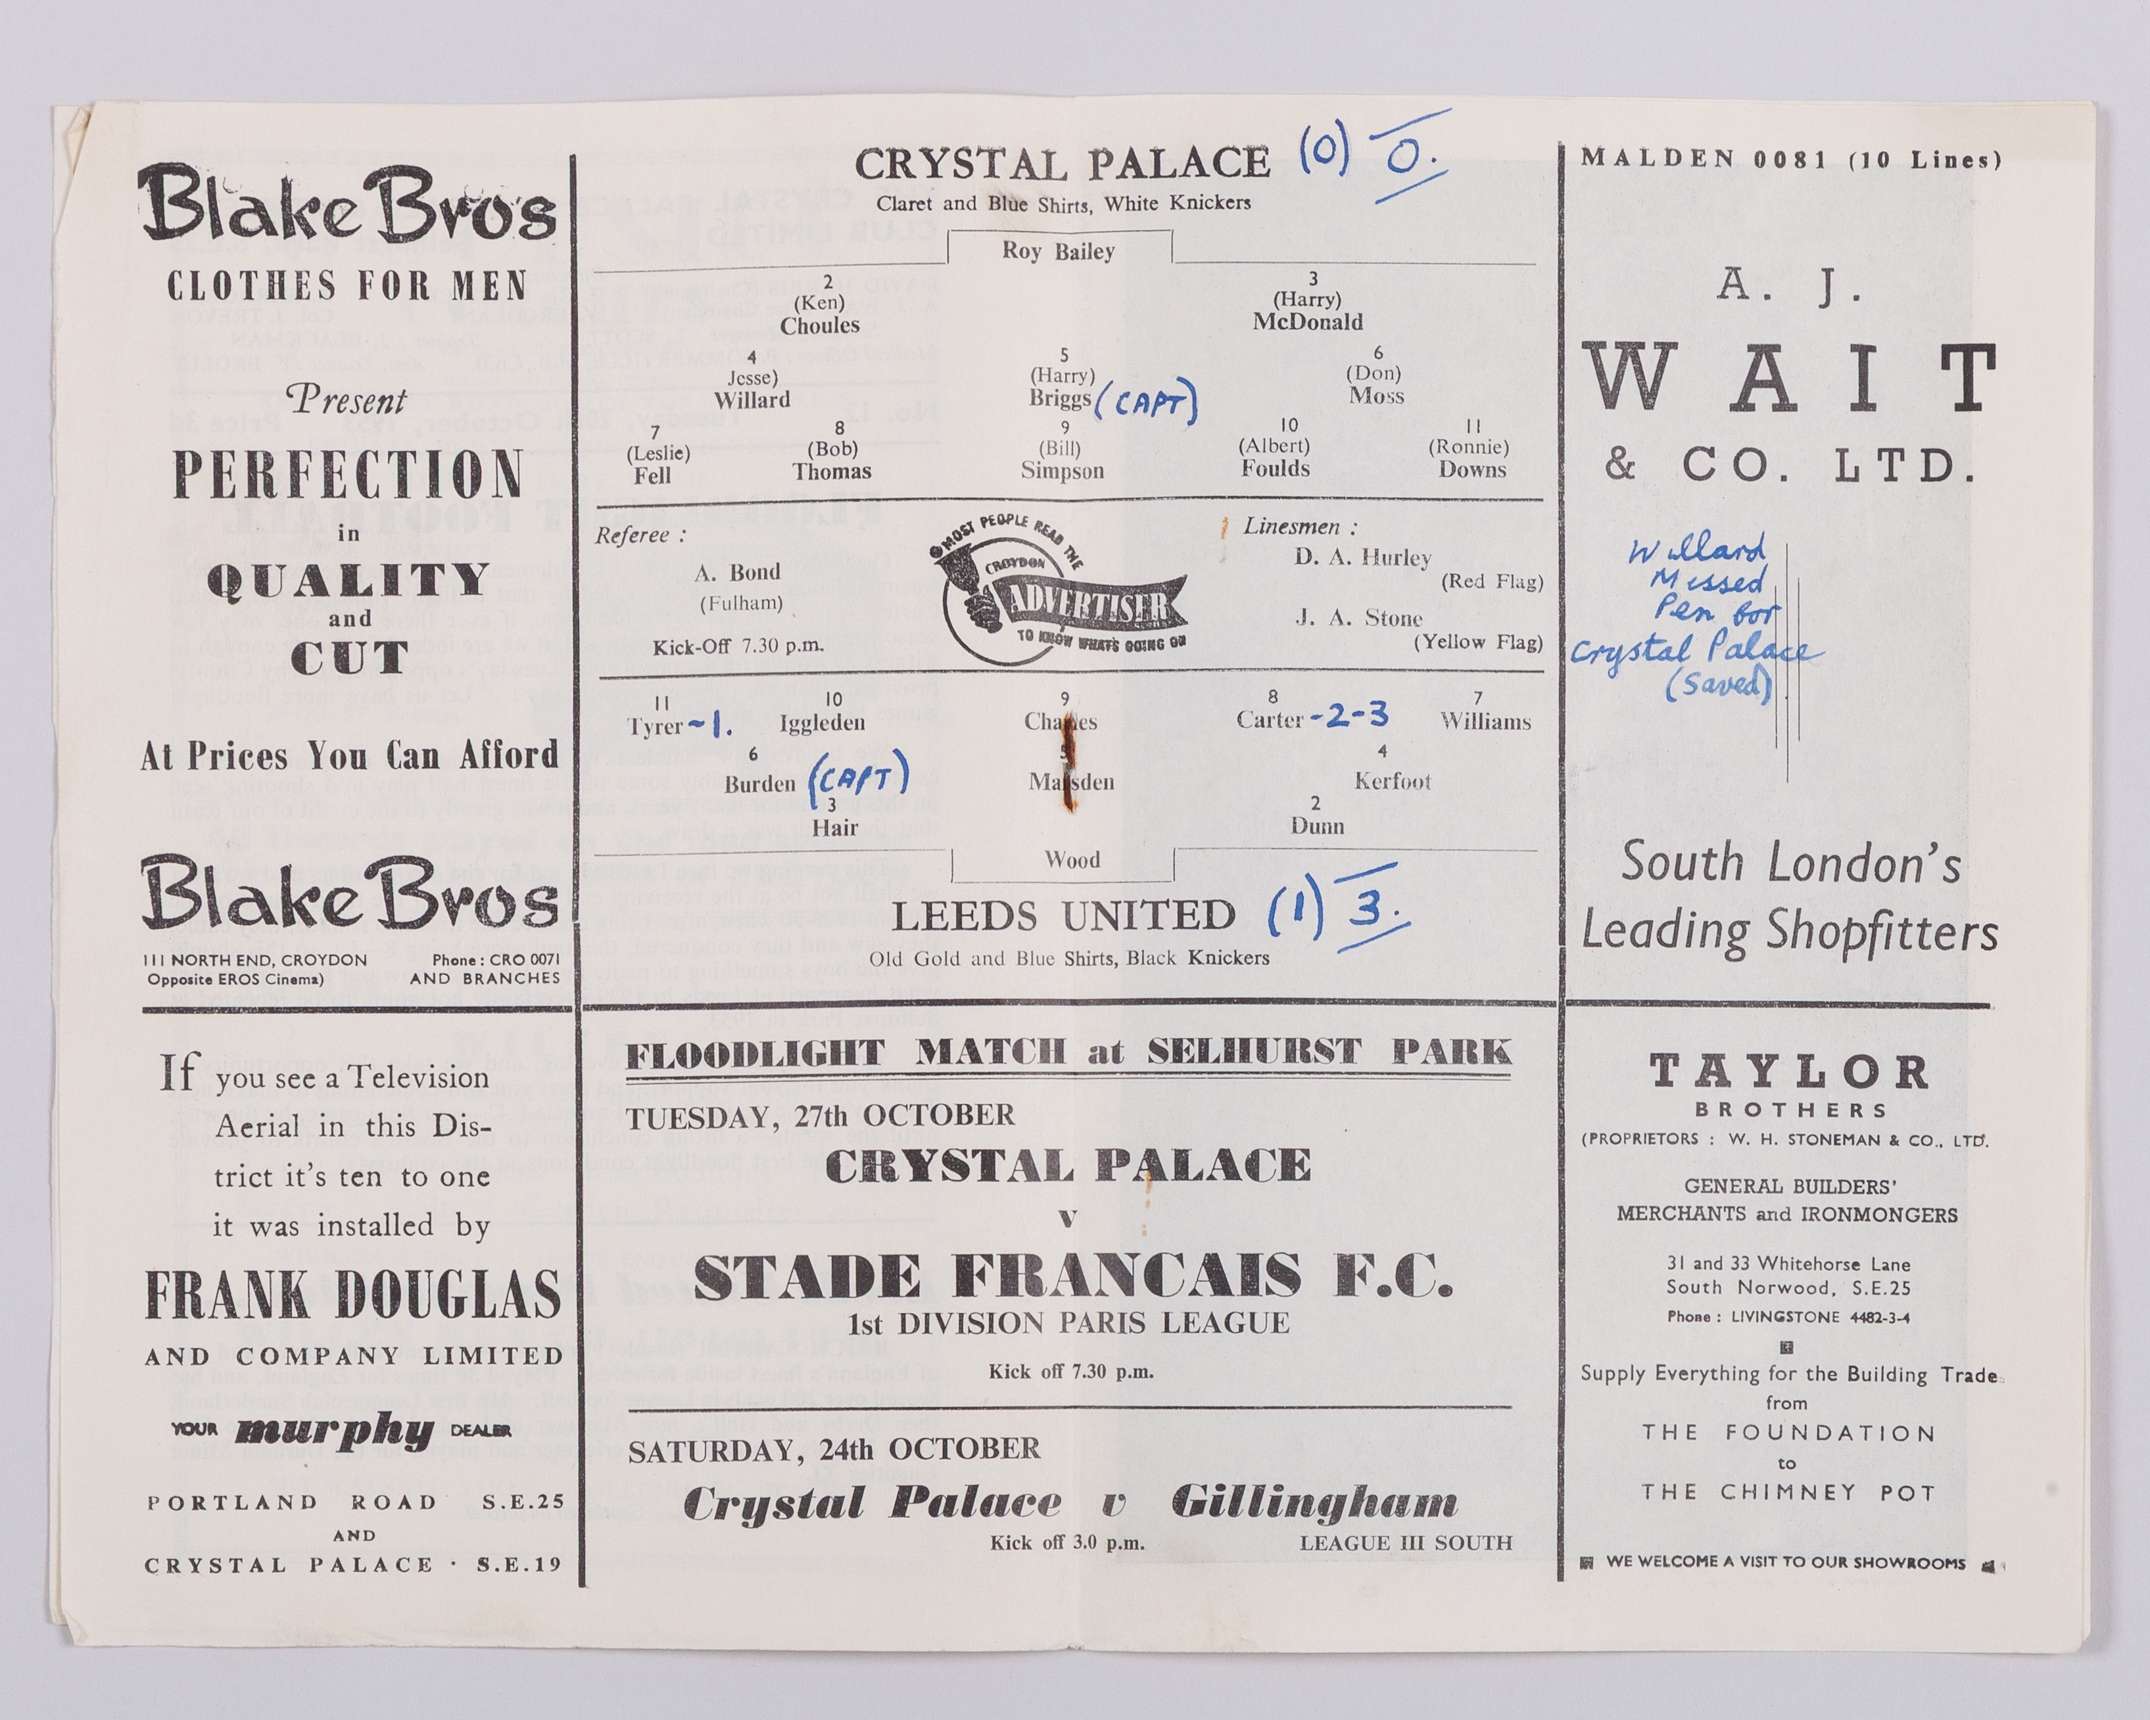 Blake Bros
CLOTHES FOR MEN
Present
PERFECTION
in
QUALITY
and
CUT
At Prices You Can Afford
Blake Bros
111 NORTH END, CROYDON Phone : CRO 0071
Opposite EROS Cinema) AND BRANCHES
If you see a Television
Aerial in this Dis-
trict it's ten to one
it was installed by
FRANK DOUGLAS
AND COMPANY LIMITED
YOUR murphy DEALER
PORTLAND ROAD S.E.25
AND
CRYSTAL PALACE · S.E.19
CRYSTAL PALACE (0) 0.
Claret and Blue Shirts, White Knickers
Roy Bailey
2 3
(Ken) (Harry)
Choules McDonald
4 5 6
Jesse) (Harry) (Don)
Willard Briggs (CAPT) Moss
7 8 9 10 11
(Leslie) (Bob) (Bill) (Albert) (Ronnie)
Fell Thomas Simpson Foulds Downs
Referee :
A. Bond
(Fulham)
Kick-Off 7.30 p.m.
MOST PEOPLE READ THE
CROYDON
ADVERTISER
TO KNOW WHAT'S GOING ON
Linesmen :
D. A. Hurley
(Red Flag)
J. A. Stone
(Yellow Flag)
11 10 9 8 7
Tyrer ~1. Iggleden Charles Carter -2-3 Williams
6 5 4
Burden (CAPT) Marsden Kerfoot
3 2
Hair Dunn
Wood
LEEDS UNITED (1) 3.
Old Gold and Blue Shirts, Black Knickers
FLOODLIGHT MATCH at SELHURST PARK
TUESDAY, 27th OCTOBER
CRYSTAL PALACE
v
STADE FRANCAIS F.C.
1st DIVISION PARIS LEAGUE
Kick off 7.30 p.m.
SATURDAY, 24th OCTOBER
Crystal Palace v Gillingham
Kick off 3.0 p.m. LEAGUE III SOUTH
MALDEN 0081 (10 Lines)
A. J.
WAIT
& CO. LTD.
Willard
Missed
Pen for
Crystal Palace
(Saved)
South London's
Leading Shopfitters
TAYLOR
BROTHERS
(PROPRIETORS : W. H. STONEMAN & CO., LTD.
GENERAL BUILDERS'
MERCHANTS and IRONMONGERS
31 and 33 Whitehorse Lane
South Norwood, S.E.25
Phone : LIVINGSTONE 4482-3-4
Supply Everything for the Building Trade
from
THE FOUNDATION
to
THE CHIMNEY POT
WE WELCOME A VISIT TO OUR SHOWROOMS